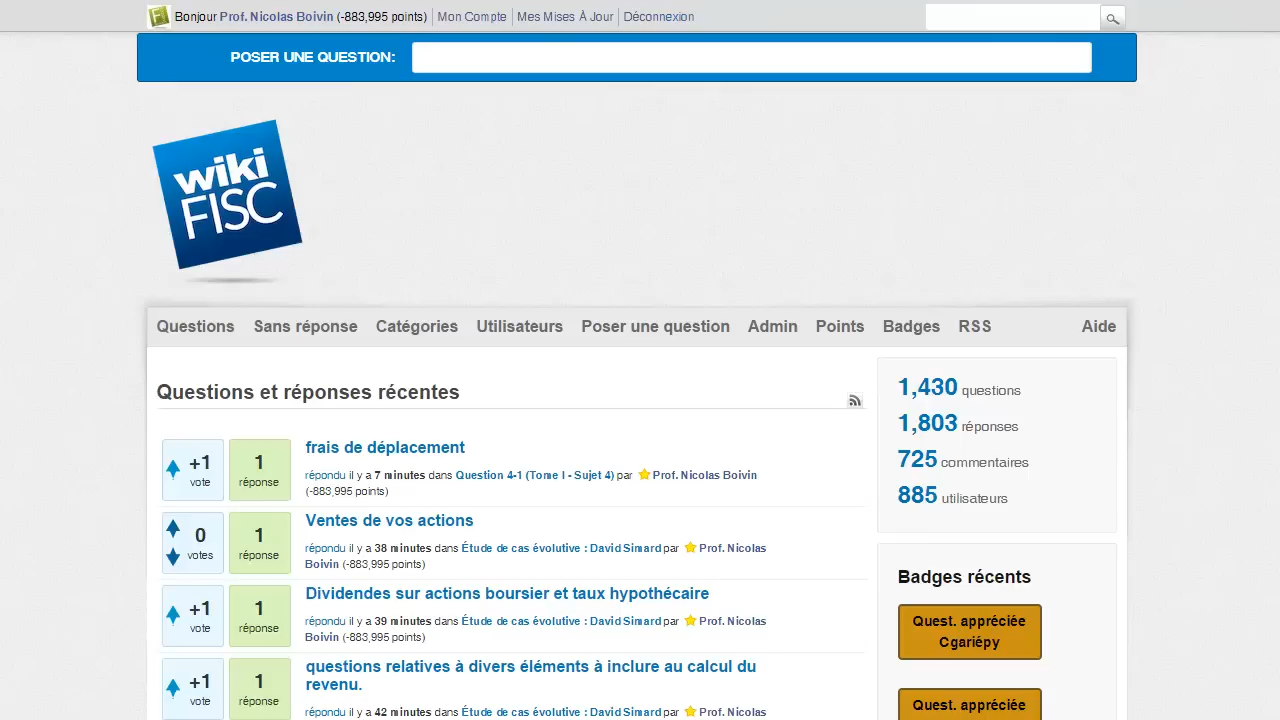 Bonjour Prof. Nicolas Boivin (-883,995 points) Mon Compte Mes Mises À Jour Déconnexion
POSER UNE QUESTION:
wiki
FISC
Questions Sans réponse Catégories Utilisateurs Poser une question Admin Points Badges RSS Aide
Questions et réponses récentes
+1
vote
1
réponse
frais de déplacement
répondu il y a 7 minutes dans Question 4-1 (Tome I - Sujet 4) par Prof. Nicolas Boivin
(-883,995 points)
0
votes
1
réponse
Ventes de vos actions
répondu il y a 38 minutes dans Étude de cas évolutive : David Simard par Prof. Nicolas
Boivin (-883,995 points)
+1
vote
1
réponse
Dividendes sur actions boursier et taux hypothécaire
répondu il y a 39 minutes dans Étude de cas évolutive : David Simard par Prof. Nicolas
Boivin (-883,995 points)
+1
vote
1
réponse
questions relatives à divers éléments à inclure au calcul du
revenu.
répondu il y a 42 minutes dans Étude de cas évolutive : David Simard par Prof. Nicolas
1,430 questions
1,803 réponses
725 commentaires
885 utilisateurs
Badges récents
Quest. appréciée
Cgariépy
Quest. appréciée